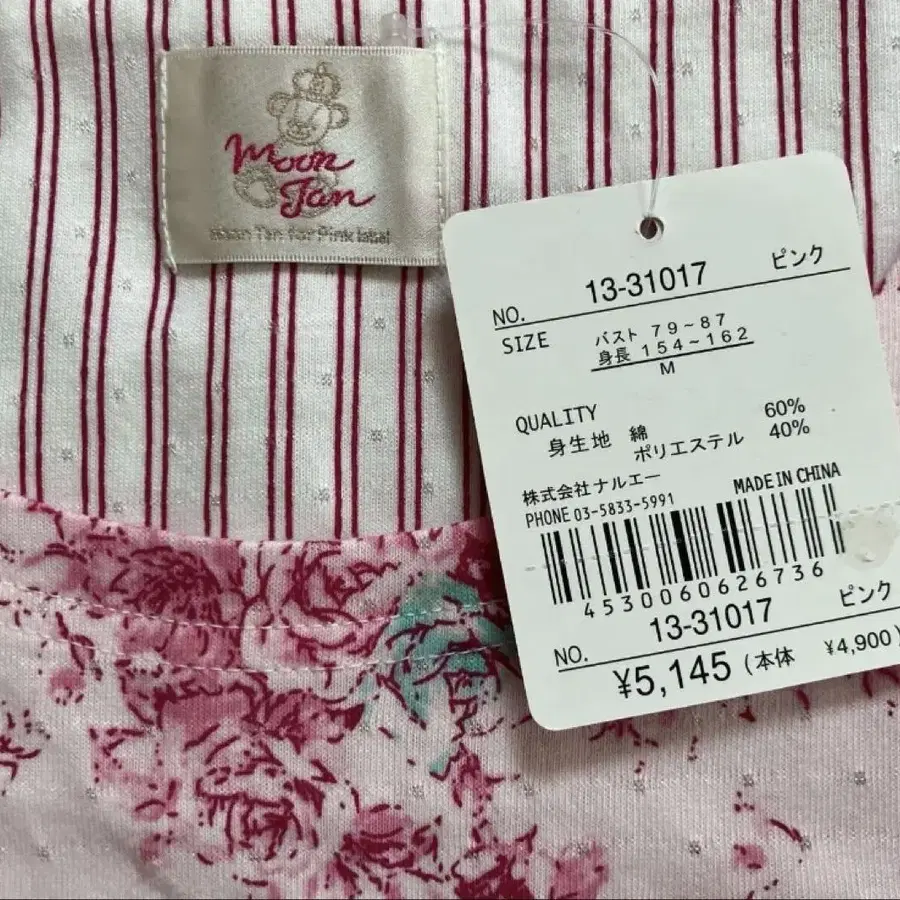 Moon
Tan
Moon Tan for Pink label
NO. 13-31017 ピンク
SIZE バスト 79~87
身長 154~162
M
QUALITY
身生地 綿 60%
ポリエステル 40%
株式会社ナルエー
PHONE 03-5833-5991 MADE IN CHINA
4530060626736
NO. 13-31017 ピンク
¥5,145 (本体 ¥4,900)